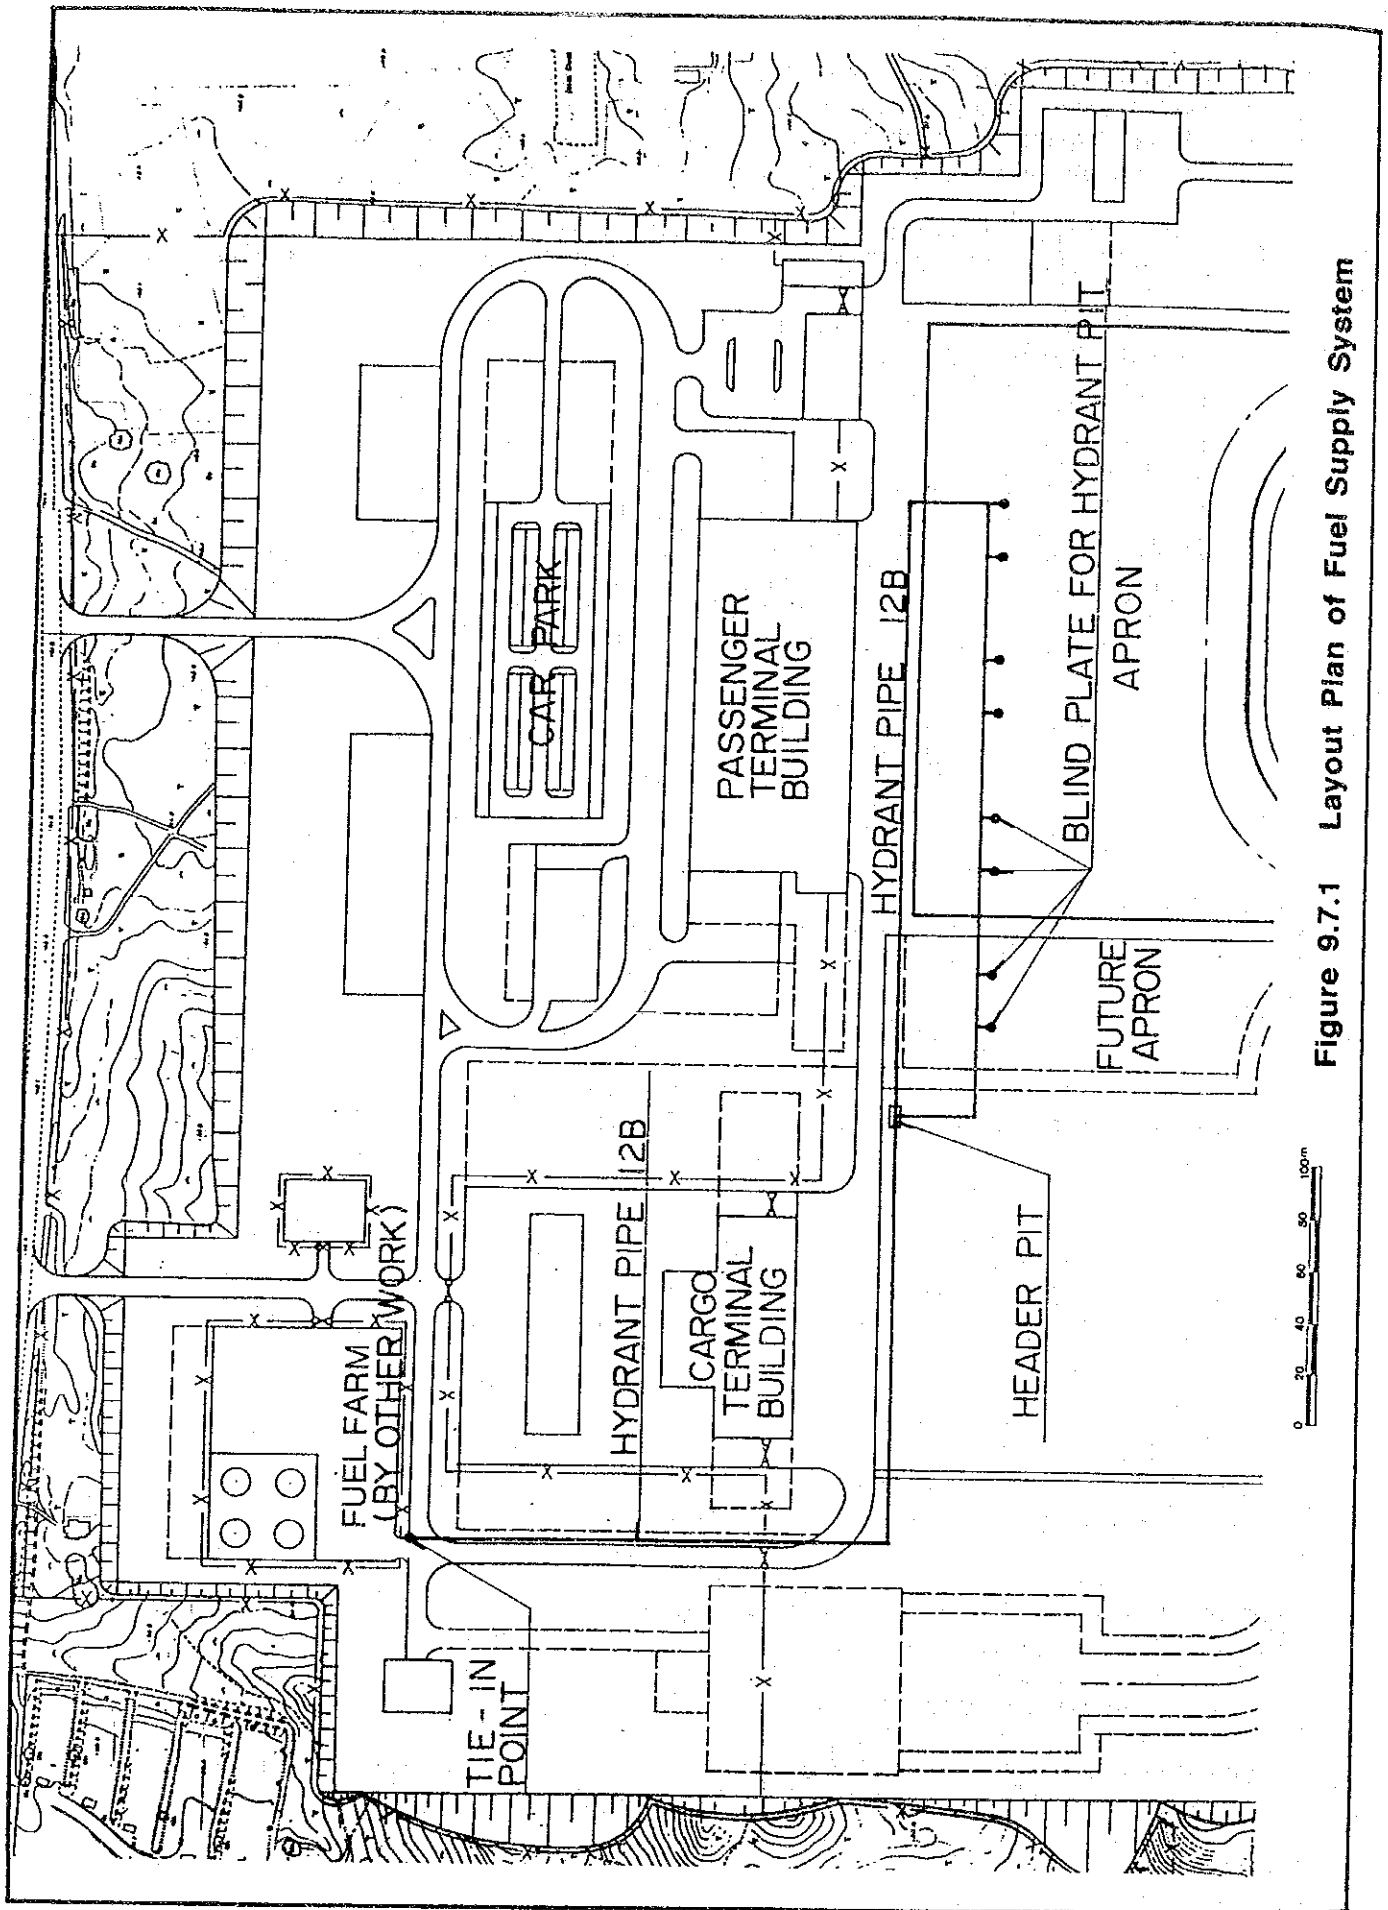 CAR PARK
PASSENGER
TERMINAL
BUILDING
HYDRANT PIPE 12B
BLIND PLATE FOR HYDRANT PIT
APRON
FUTURE
APRON
HYDRANT PIPE 12B
FUEL FARM
(BY OTHER WORK)
CARGO
TERMINAL
BUILDING
HEADER PIT
TIE-IN
POINT
0 20 40 60 80 100m
Figure 9.7.1 Layout Plan of Fuel Supply System